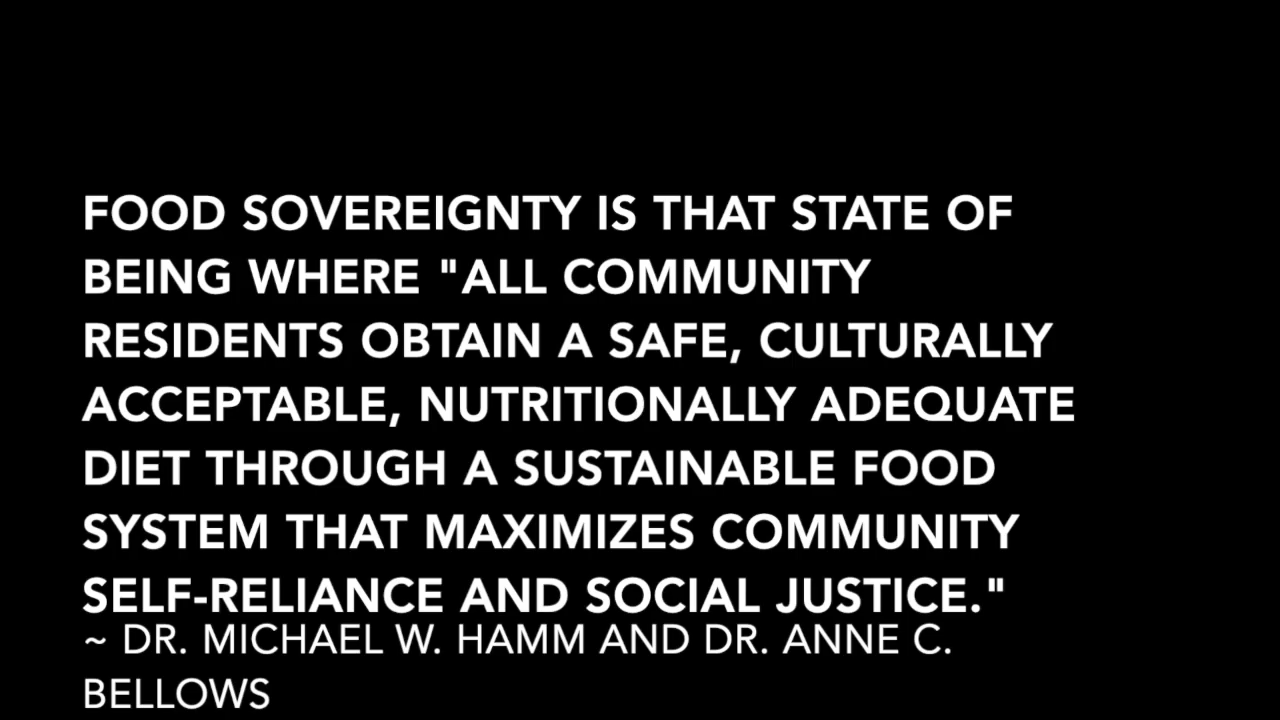 FOOD SOVEREIGNTY IS THAT STATE OF
BEING WHERE "ALL COMMUNITY
RESIDENTS OBTAIN A SAFE, CULTURALLY
ACCEPTABLE, NUTRITIONALLY ADEQUATE
DIET THROUGH A SUSTAINABLE FOOD
SYSTEM THAT MAXIMIZES COMMUNITY
SELF-RELIANCE AND SOCIAL JUSTICE."
~ DR. MICHAEL W. HAMM AND DR. ANNE C.
BELLOWS